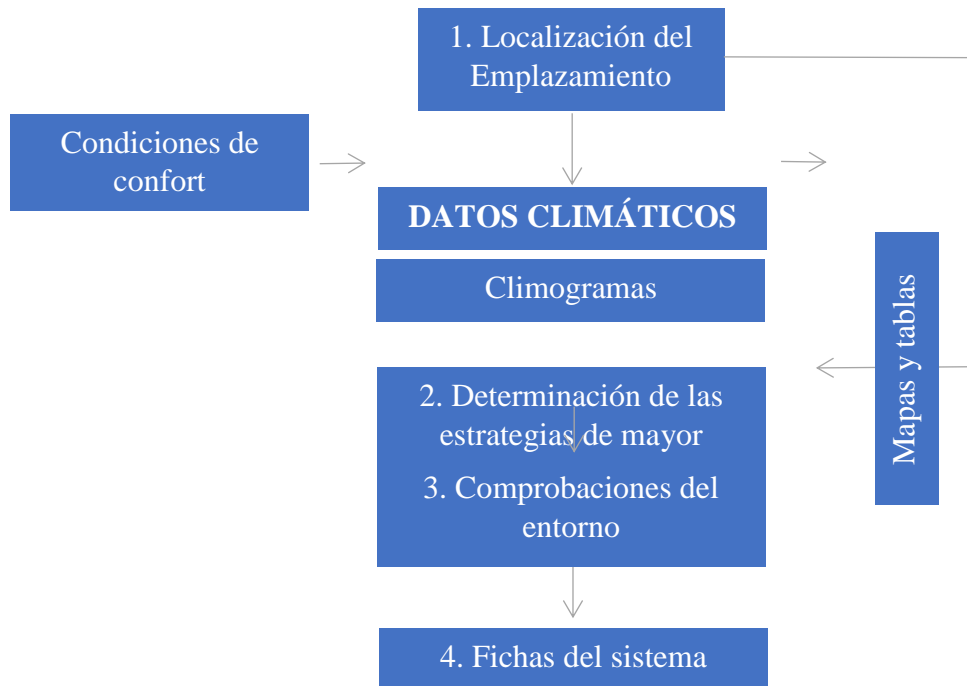 1. Localización del
Emplazamiento
Condiciones de
confort
DATOS CLIMÁTICOS
Climogramas
Mapas y tablas
2. Determinación de las
estrategias de mayor
3. Comprobaciones del
entorno
4. Fichas del sistema